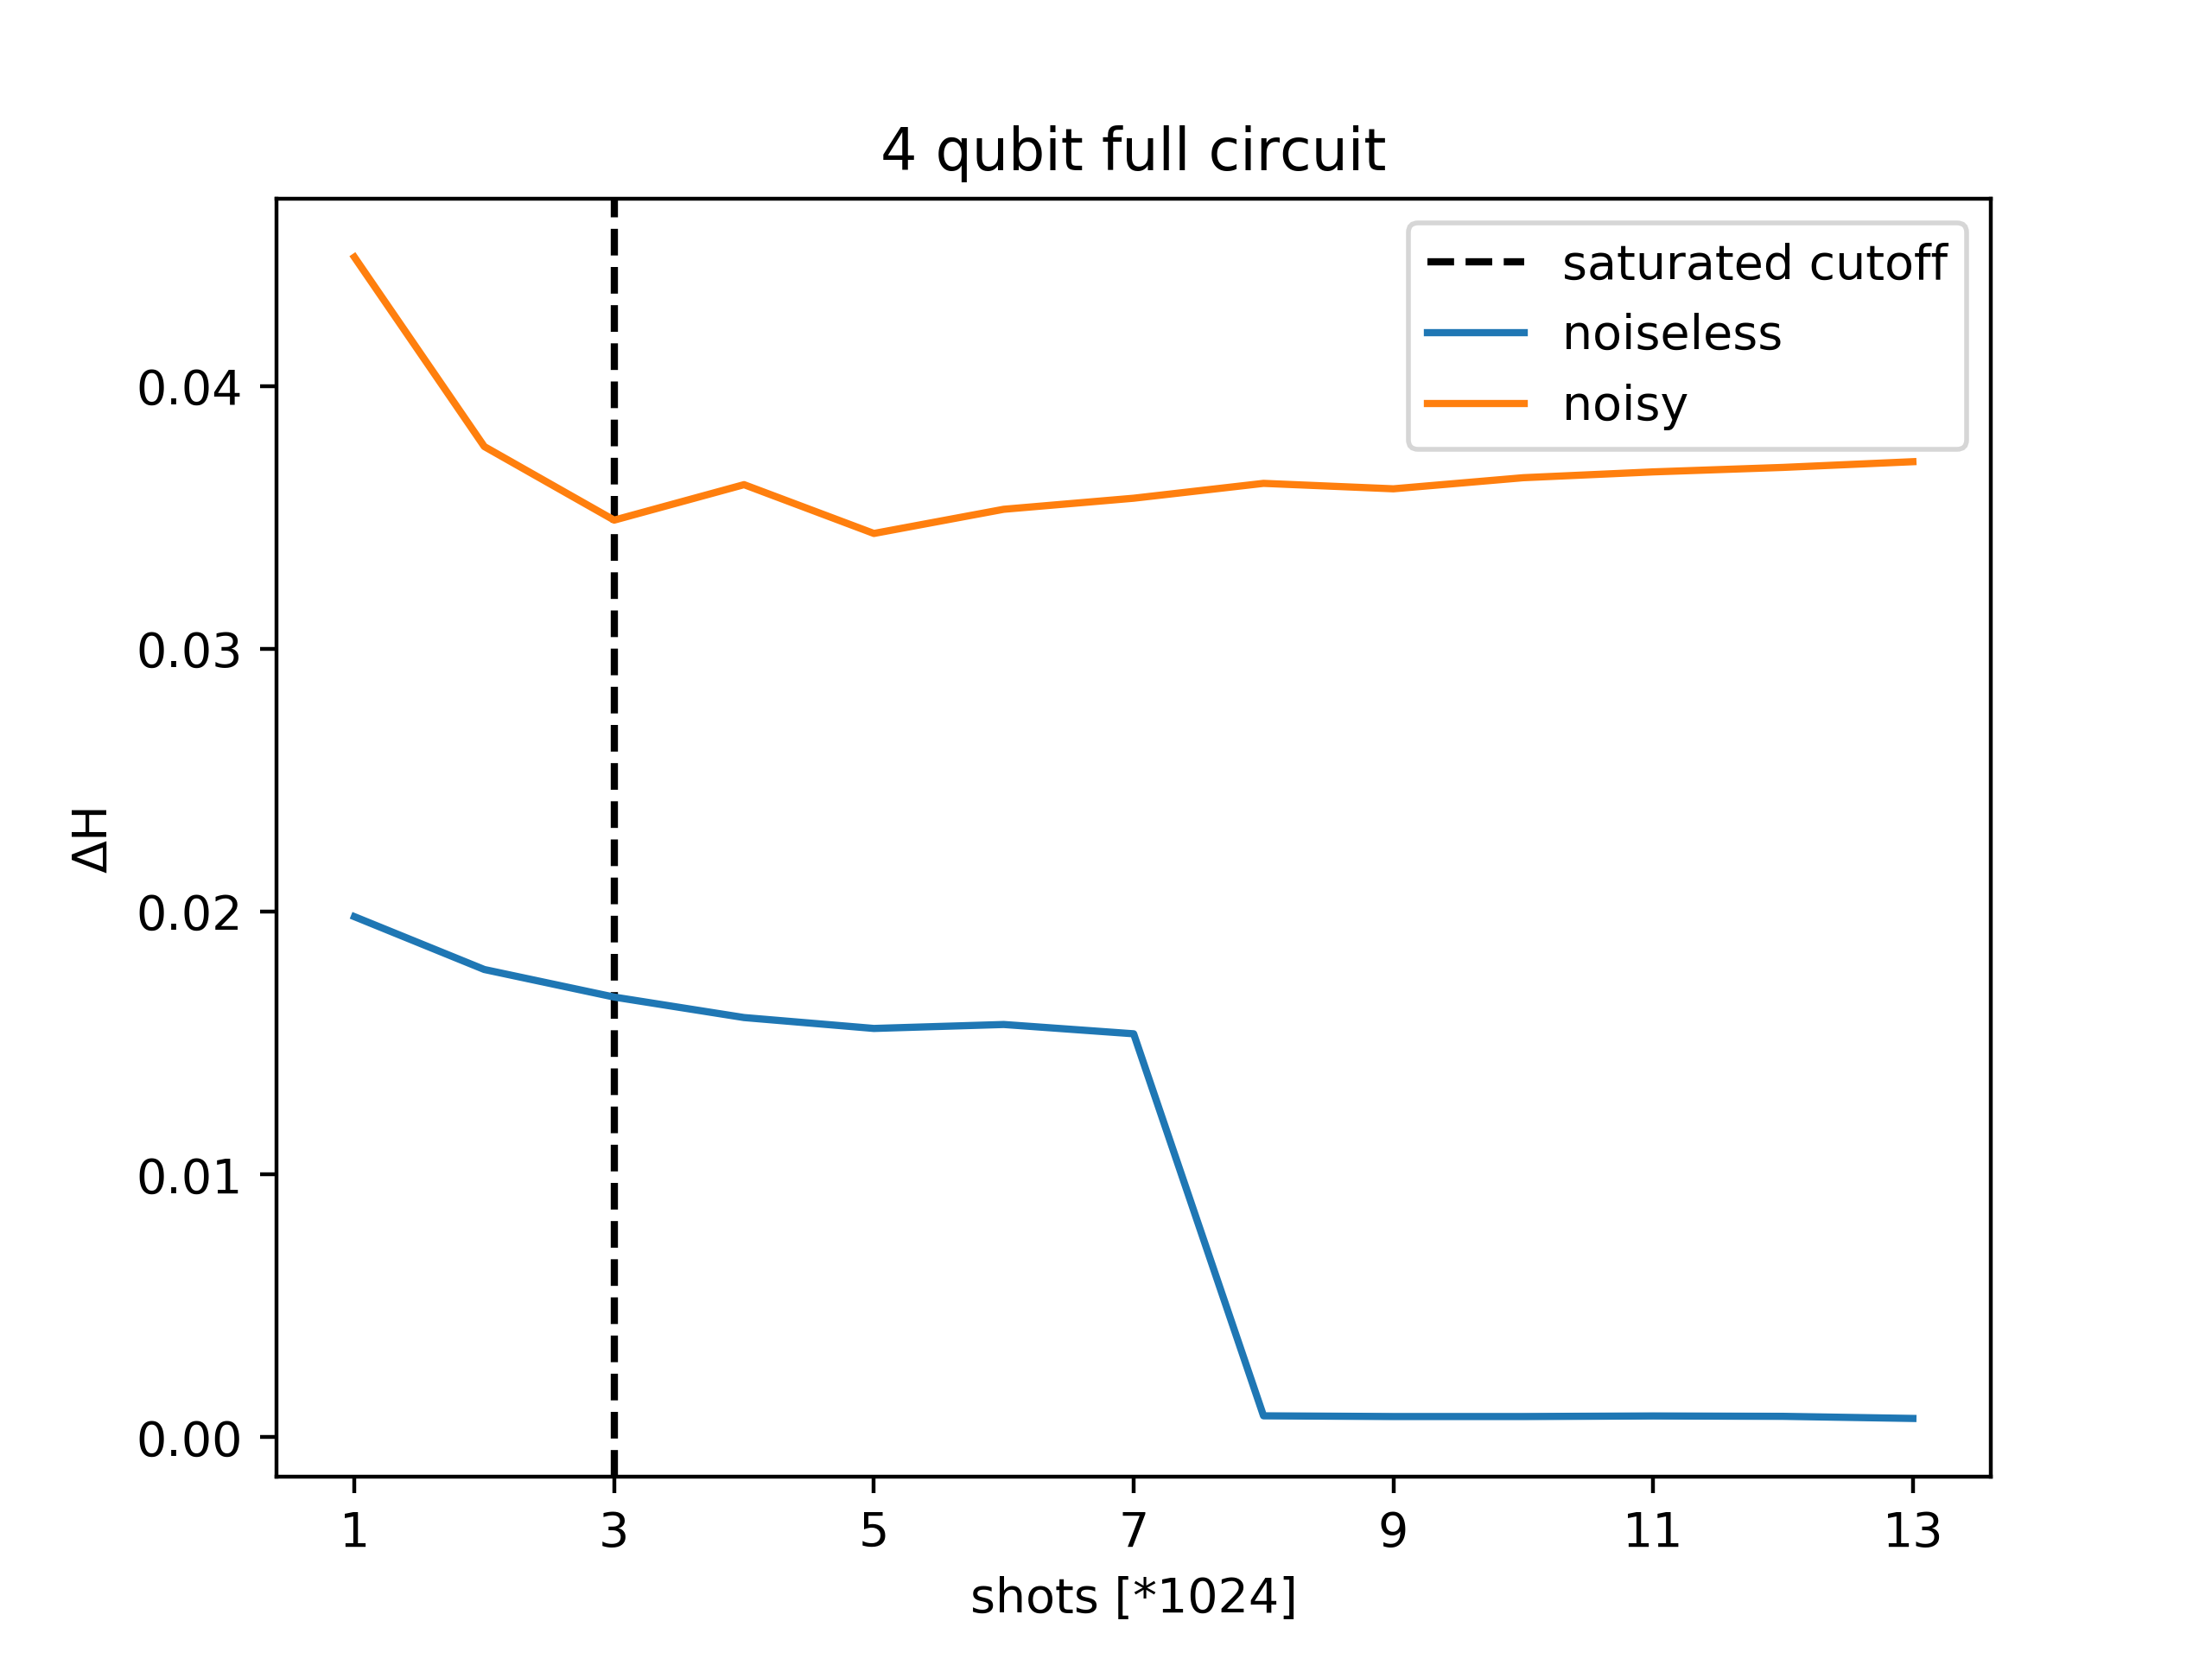 4 qubit full circuit
saturated cutoff
noiseless
noisy
0.04
0.03
0.02
0.01
0.00
ΔH
1 3 5 7 9 11 13
shots [*1024]